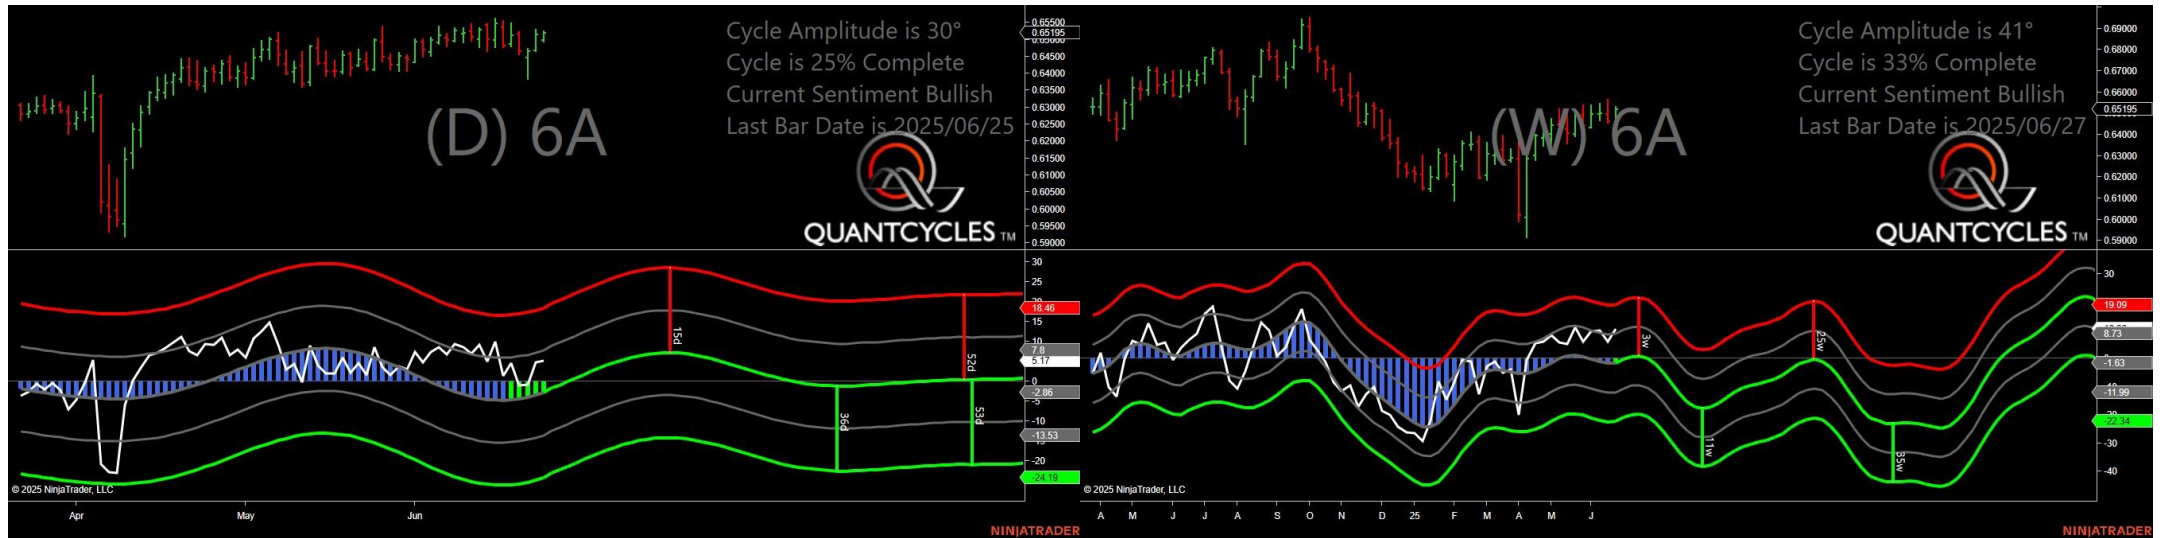 Cycle Amplitude is 30°
Cycle is 25% Complete
Current Sentiment Bullish
Last Bar Date is 2025/06/25
(D) 6A
QUANTCYCLES TM
0.65500
0.65195
0.64500
0.64000
0.63500
0.63000
0.62500
0.62000
0.61500
0.61000
0.60500
0.60000
0.59500
0.59000
30
25
18.46
15
10
7.8
5.17
0
-2.86
-5
-10
-13.53
-20
-24.19
15d
36d
52d
53d
© 2025 NinjaTrader, LLC
Apr
May
Jun
NINJATRADER
Cycle Amplitude is 41°
Cycle is 33% Complete
Current Sentiment Bullish
Last Bar Date is 2025/06/27
(W) 6A
QUANTCYCLES TM
0.69000
0.68000
0.67000
0.66000
0.65195
0.64000
0.63000
0.62000
0.61000
0.60000
0.59000
30
19.09
8.73
-1.63
-11.99
-22.34
-30
-40
3w
11w
25w
35w
© 2025 NinjaTrader, LLC
A M J J A S O N D 25 F M A M J
NINJATRADER